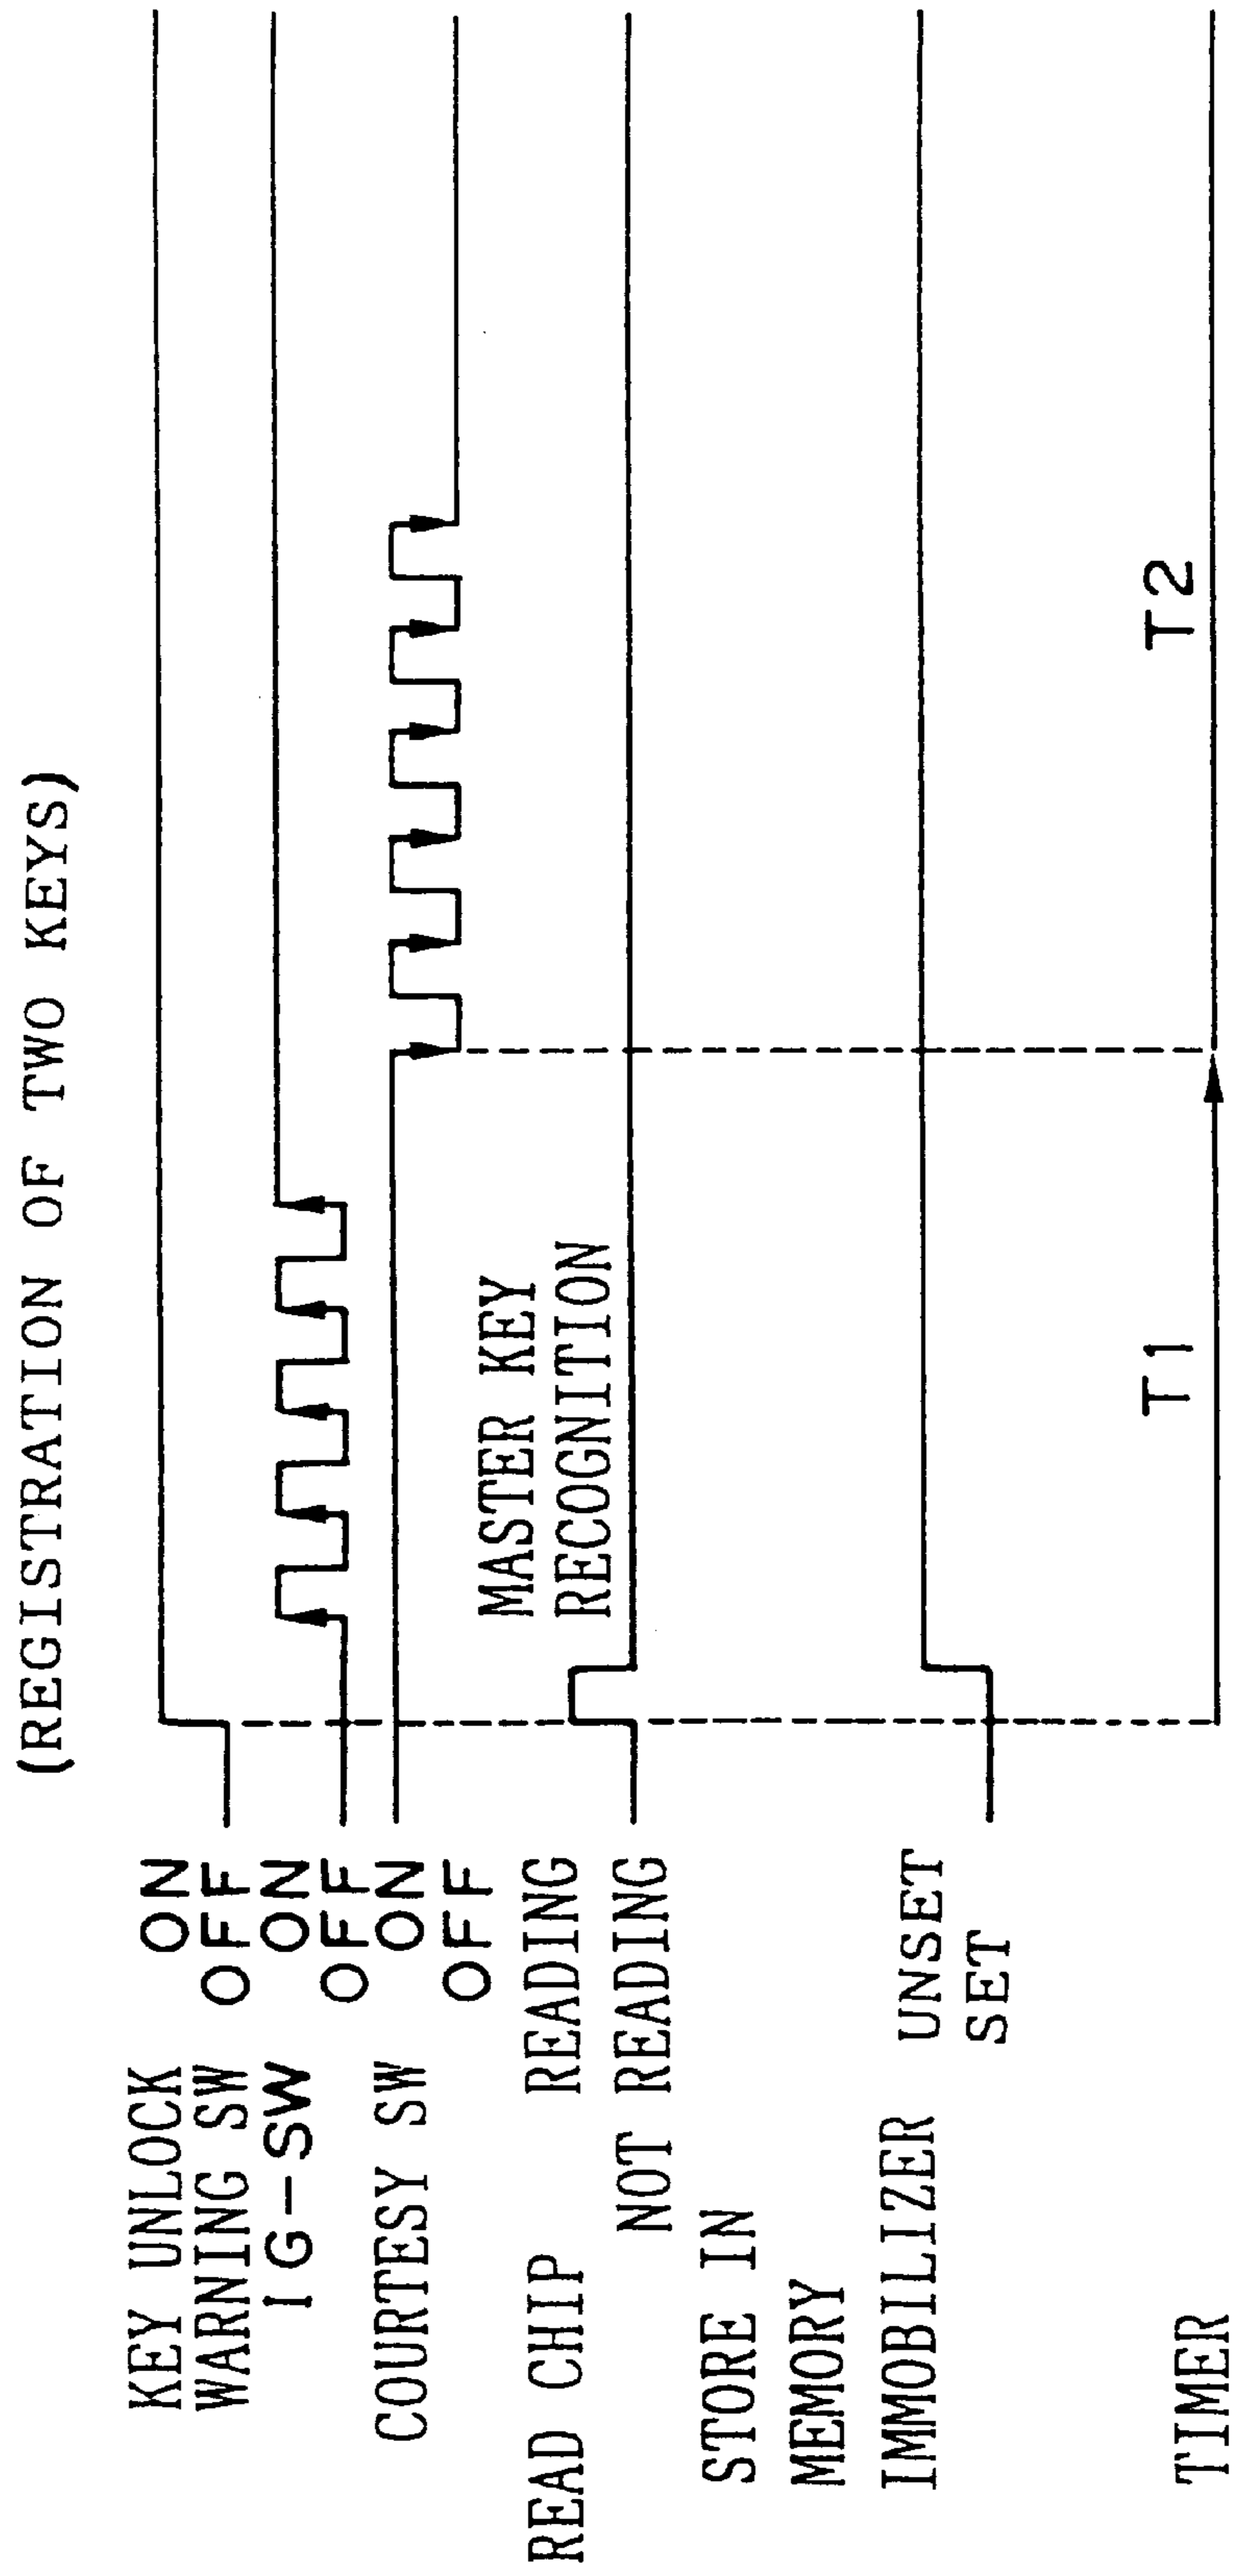 (REGISTRATION OF TWO KEYS)
KEY UNLOCK ON
WARNING SW OFF
IG-SW ON
OFF
COURTESY SW ON
OFF
MASTER KEY
RECOGNITION
READ CHIP READING
NOT READING
STORE IN
MEMORY
IMMOBILIZER UNSET
SET
T1 T2
TIMER